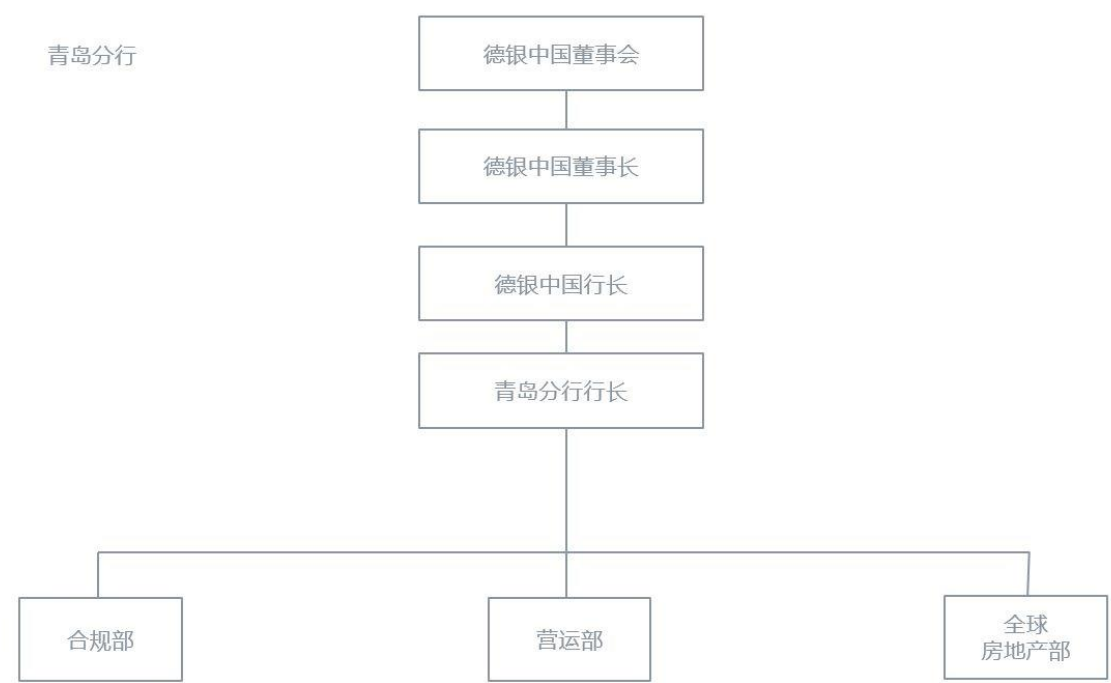 青岛分行
德银中国董事会
德银中国董事长
德银中国行长
青岛分行行长
合规部
营运部
全球
房地产部